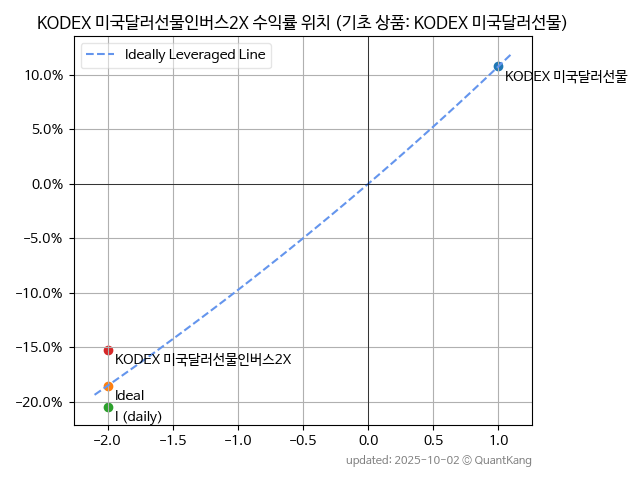 KODEX 미국달러선물인버스2X 수익률 위치 (기초 상품: KODEX 미국달러선물)
Ideally Leveraged Line
10.0%
KODEX 미국달러선물
5.0%
0.0%
−5.0%
−10.0%
−15.0%
KODEX 미국달러선물인버스2X
Ideal
−20.0%
I (daily)
−2.0 −1.5 −1.0 −0.5 0.0 0.5 1.0
updated: 2025-10-02 © QuantKang